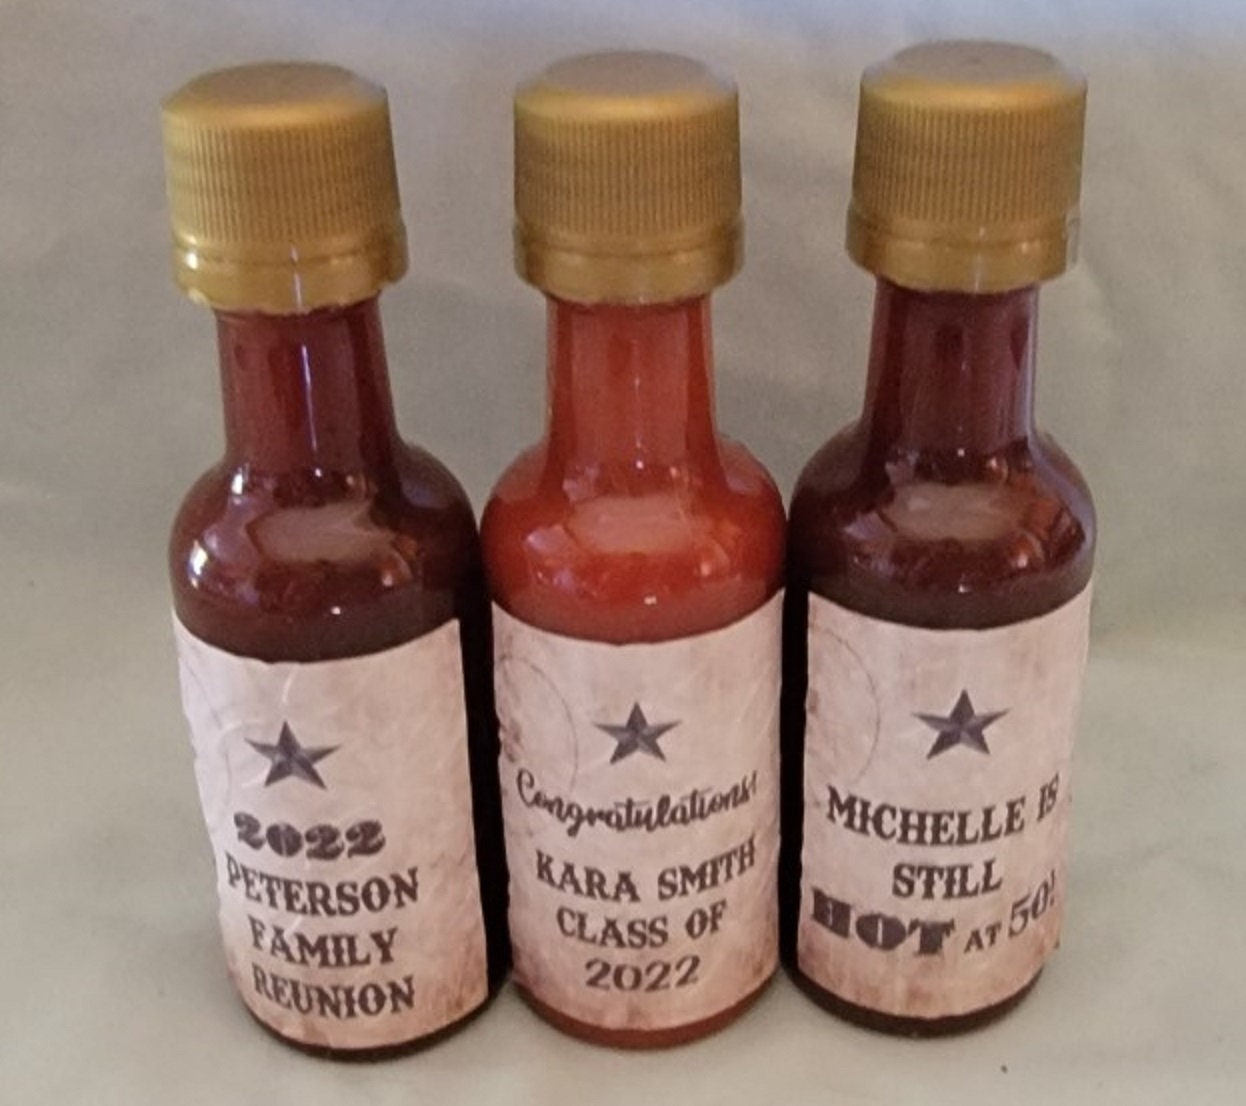 2022
PETERSON
FAMILY
REUNION
Congratulations!
KARA SMITH
CLASS OF
2022
MICHELLE IS
STILL
HOT AT 50!